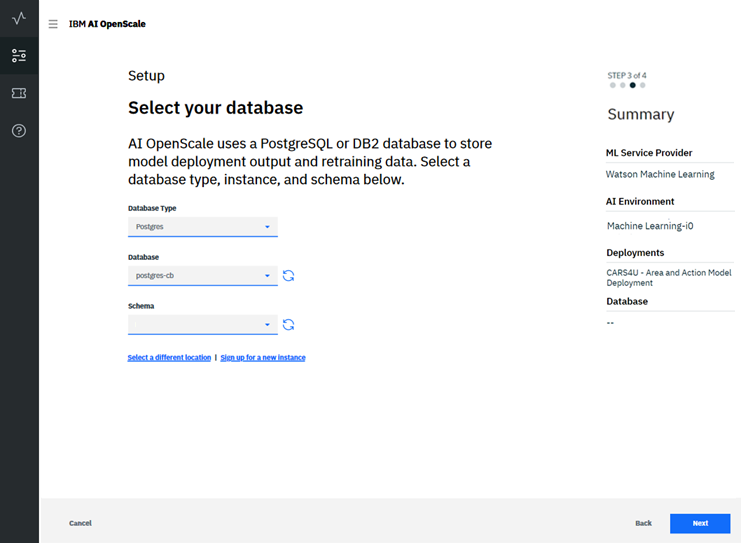 IBM AI OpenScale
Setup
Select your database
AI OpenScale uses a PostgreSQL or DB2 database to store
model deployment output and retraining data. Select a
database type, instance, and schema below.
Database Type
Postgres
Database
postgres-cb
Schema
Select a different location | Sign up for a new instance
STEP 3 of 4
Summary
ML Service Provider
Watson Machine Learning
AI Environment
Machine Learning-i0
Deployments
CARS4U - Area and Action Model
Deployment
Database
--
Cancel
Back
Next